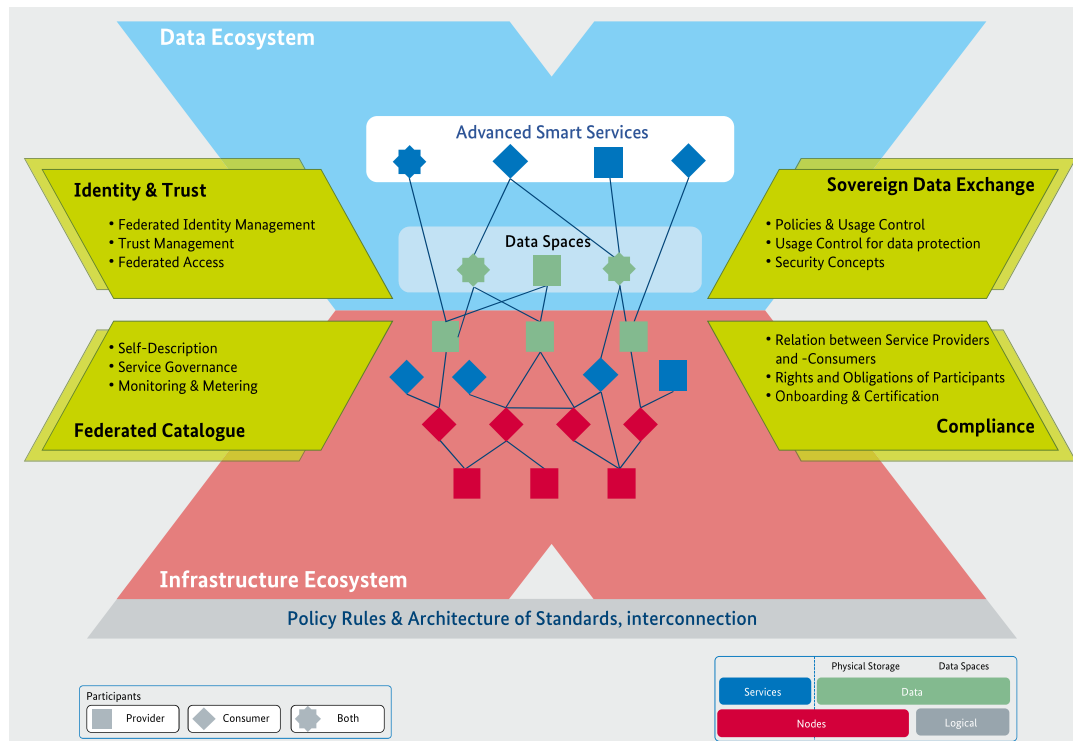 Data Ecosystem
Advanced Smart Services
Identity & Trust
• Federated Identity Management
• Trust Management
• Federated Access
Sovereign Data Exchange
• Policies & Usage Control
• Usage Control for data protection
• Security Concepts
Data Spaces
• Self-Description
• Service Governance
• Monitoring & Metering
Federated Catalogue
• Relation between Service Providers
and -Consumers
• Rights and Obligations of Participants
• Onboarding & Certification
Compliance
Infrastructure Ecosystem
Policy Rules & Architecture of Standards, interconnection
Participants
Provider
Consumer
Both
Physical Storage
Data Spaces
Services
Data
Nodes
Logical